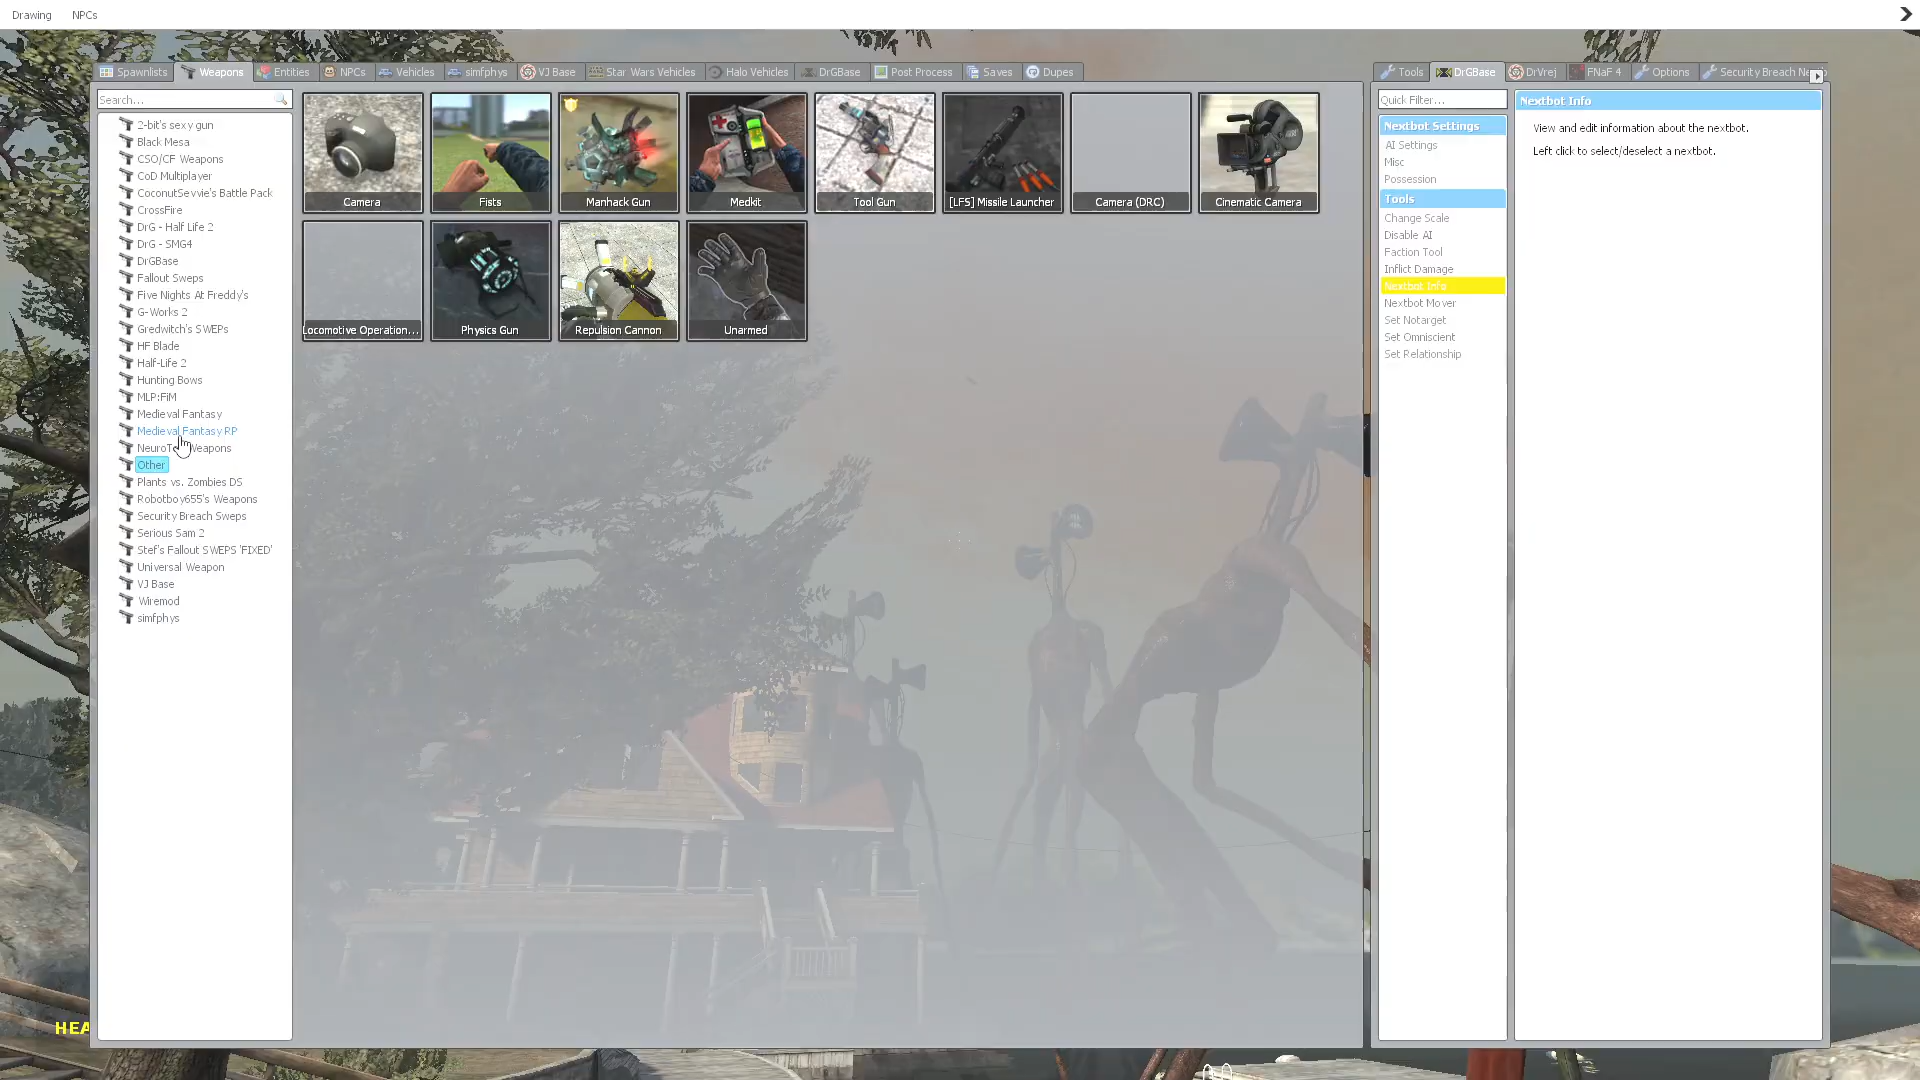 Drawing NPCs
Spawnlists Weapons Entities NPCs Vehicles simfphys VJ Base Star Wars Vehicles Halo Vehicles DrGBase Post Process Saves Dupes
Tools DrGBase DrVrej FNaF 4 Options Security Breach
Search...
2-bit's sexy gun
Black Mesa
CSO/CF Weapons
CoD Multiplayer
CoconutSevvie's Battle Pack
CrossFire
DrG - Half Life 2
DrG - SMG4
DrGBase
Fallout Sweps
Five Nights At Freddy's
G-Works 2
Gredwitch's SWEPs
HF Blade
Half-Life 2
Hunting Bows
MLP:FiM
Medieval Fantasy
Medieval Fantasy RP
Weapons
Other
Plants vs. Zombies DS
Robotboy655's Weapons
Security Breach Sweps
Serious Sam 2
Stef's Fallout SWEPS 'FIXED'
Universal Weapon
VJ Base
Wiremod
simfphys
Camera Fists Manhack Gun Medkit Tool Gun [LFS] Missile Launcher Camera (DRC) Cinematic Camera
Locomotive Operation... Physics Gun Repulsion Cannon Unarmed
Quick Filter...
Nextbot Settings
AI Settings
Misc
Possession
Tools
Change Scale
Disable AI
Faction Tool
Inflict Damage
Nextbot Info
Nextbot Mover
Set Notarget
Set Omniscient
Set Relationship
Nextbot Info
View and edit information about the nextbot.
Left click to select/deselect a nextbot.
HEA